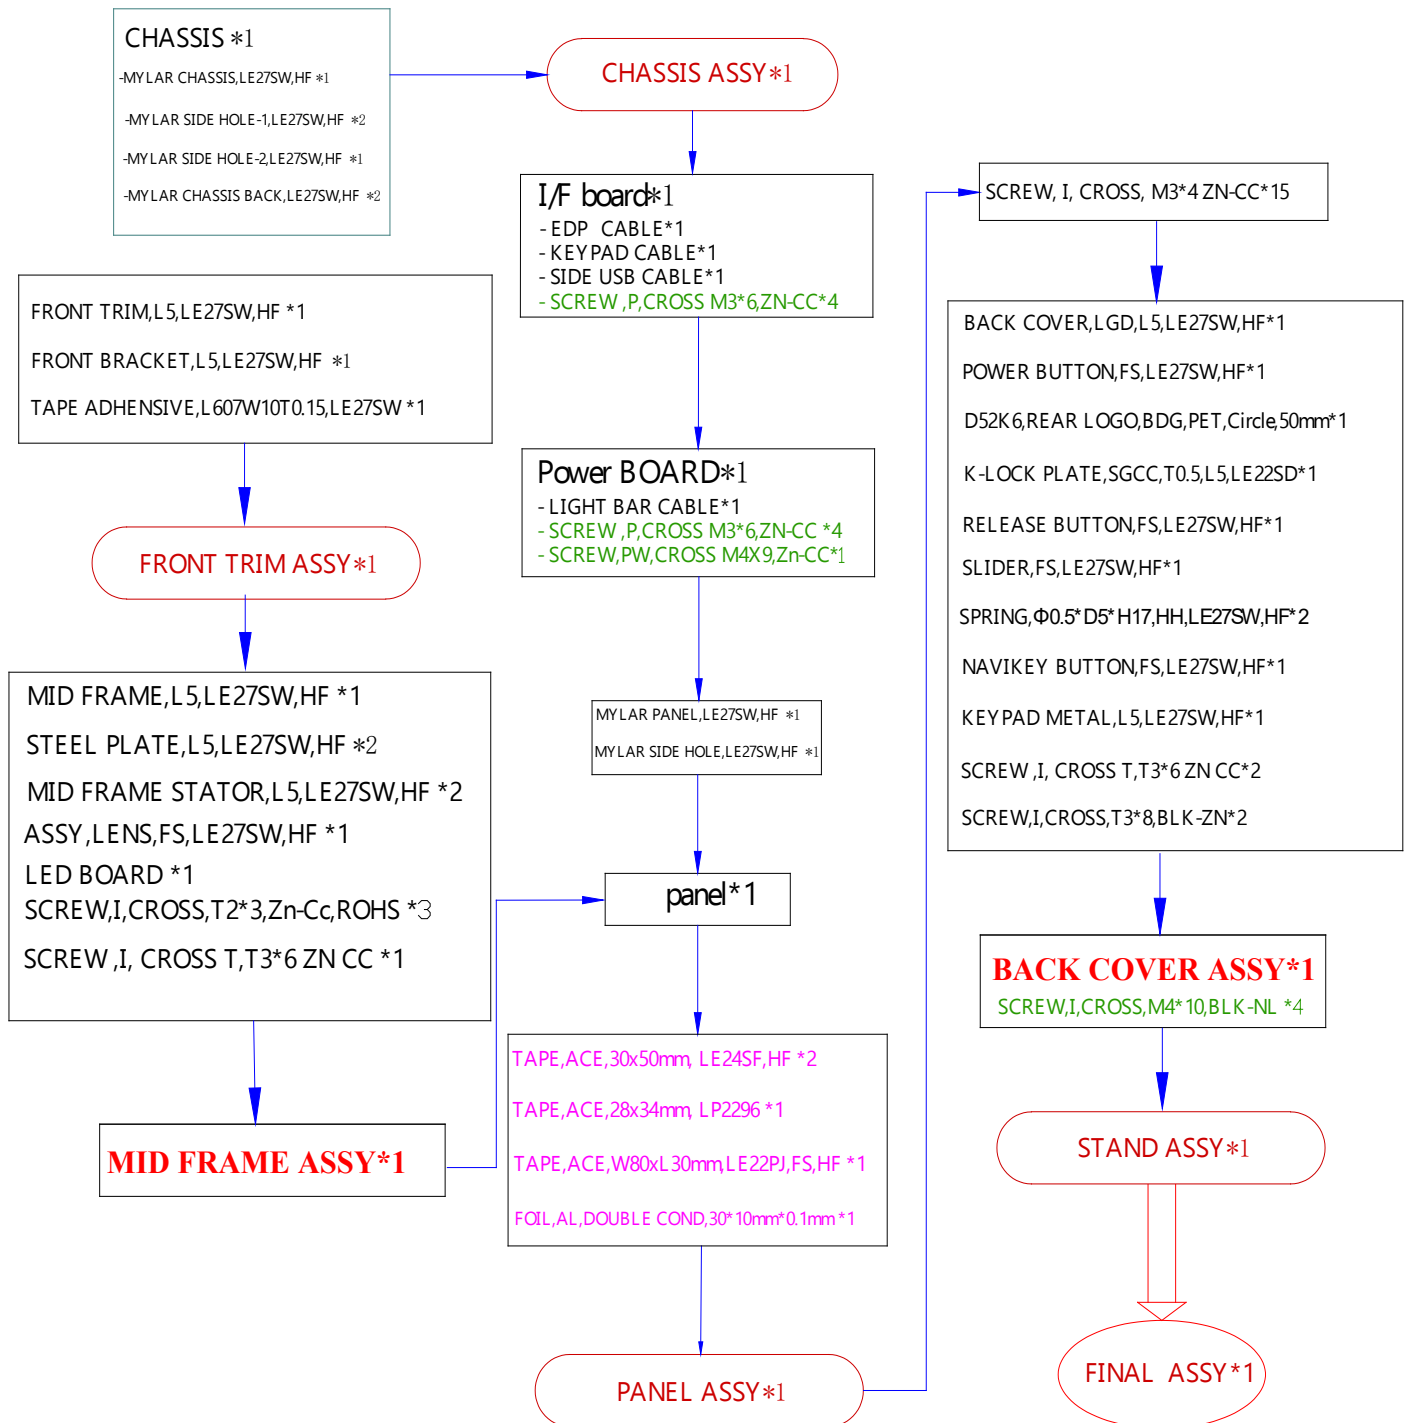 CHASSIS *1
-MYLAR CHASSIS,LE27SW,HF *1
-MYLAR SIDE HOLE-1,LE27SW,HF *2
-MYLAR SIDE HOLE-2,LE27SW,HF *1
-MYLAR CHASSIS BACK,LE27SW,HF *2
CHASSIS ASSY*1
I/F board*1
- EDP CABLE*1
- KEYPAD CABLE*1
- SIDE USB CABLE*1
- SCREW ,P,CROSS M3*6,ZN-CC*4
FRONT TRIM,L5,LE27SW,HF *1
FRONT BRACKET,L5,LE27SW,HF *1
TAPE ADHENSIVE,L607W10T0.15,LE27SW *1
FRONT TRIM ASSY*1
Power BOARD*1
- LIGHT BAR CABLE*1
- SCREW ,P,CROSS M3*6,ZN-CC *4
- SCREW,PW,CROSS M4X9,Zn-CC*1
MID FRAME,L5,LE27SW,HF *1
STEEL PLATE,L5,LE27SW,HF *2
MID FRAME STATOR,L5,LE27SW,HF *2
ASSY,LENS,FS,LE27SW,HF *1
LED BOARD *1
SCREW,I,CROSS,T2*3,Zn-Cc,ROHS *3
SCREW ,I, CROSS T,T3*6 ZN CC *1
MID FRAME ASSY*1
MYLAR PANEL,LE27SW,HF *1
MYLAR SIDE HOLE,LE27SW,HF *1
panel*1
TAPE,ACE,30x50mm, LE24SF,HF *2
TAPE,ACE,28x34mm, LP2296 *1
TAPE,ACE,W80xL30mm,LE22PJ,FS,HF *1
FOIL,AL,DOUBLE COND,30*10mm*0.1mm *1
PANEL ASSY*1
SCREW, I, CROSS, M3*4 ZN-CC*15
BACK COVER,LGD,L5,LE27SW,HF*1
POWER BUTTON,FS,LE27SW,HF*1
D52K6,REAR LOGO,BDG,PET,Circle,50mm*1
K-LOCK PLATE,SGCC,T0.5,L5,LE22SD*1
RELEASE BUTTON,FS,LE27SW,HF*1
SLIDER,FS,LE27SW,HF*1
SPRING,Φ0.5*D5*H17,HH,LE27SW,HF*2
NAVIKEY BUTTON,FS,LE27SW,HF*1
KEYPAD METAL,L5,LE27SW,HF*1
SCREW ,I, CROSS T,T3*6 ZN CC*2
SCREW,I,CROSS,T3*8,BLK-ZN*2
BACK COVER ASSY*1
SCREW,I,CROSS,M4*10,BLK-NL *4
STAND ASSY*1
FINAL ASSY*1